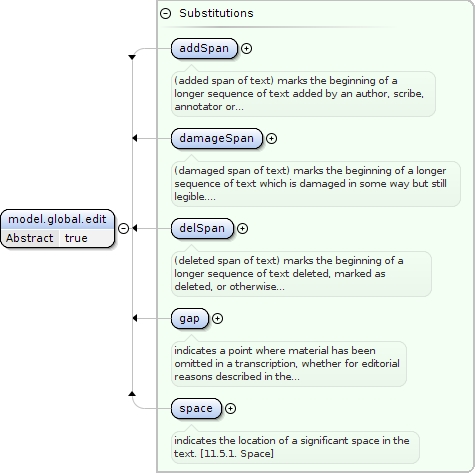 Substitutions
addSpan
(added span of text) marks the beginning of a
longer sequence of text added by an author, scribe,
annotator or...
damageSpan
(damaged span of text) marks the beginning of a longer
sequence of text which is damaged in some way but still
legible....
model.global.edit
Abstract true
delSpan
(deleted span of text) marks the beginning of a
longer sequence of text deleted, marked as
deleted, or otherwise...
gap
indicates a point where material has been
omitted in a transcription, whether for editorial
reasons described in the...
space
indicates the location of a significant space in the
text. [11.5.1. Space]